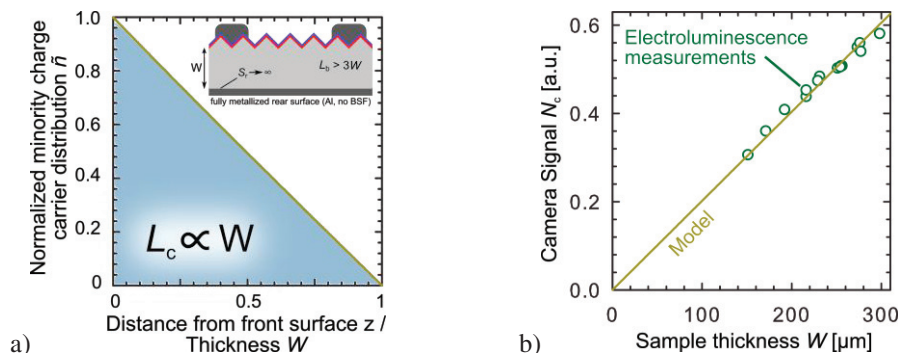 a)
Normalized minority charge
carrier distribution ñ
1.0
0.8
0.6
0.4
0.2
0
W
Sr → ∞
Lb > 3W
fully metallized rear surface (Al, no BSF)
Lc ∝ W
0
0.5
1
Distance from front surface z /
Thickness W
b)
Camera Signal Nc [a.u.]
0.6
0.4
0.2
0.0
Electroluminescence
measurements
Model
0
100
200
300
Sample thickness W [µm]